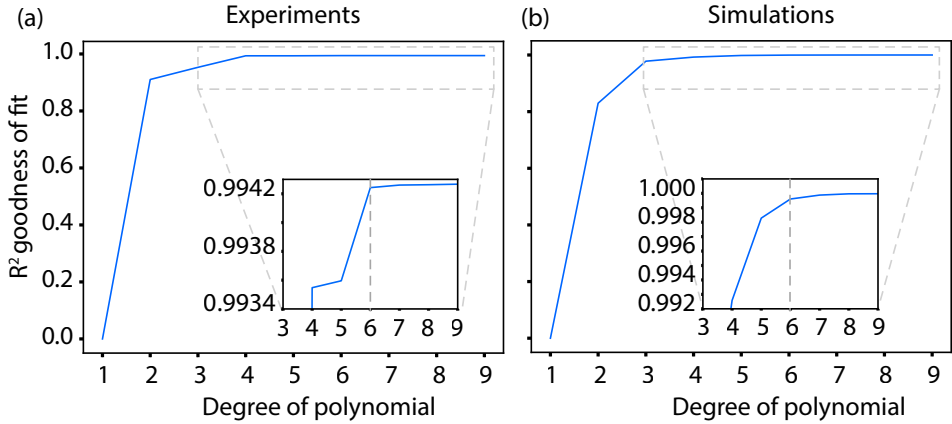 (a)
Experiments
1.0
0.8
0.6
0.4
0.2
0.0
R² goodness of fit
0.9942
0.9938
0.9934
3 4 5 6 7 8 9
1 2 3 4 5 6 7 8 9
Degree of polynomial
(b)
Simulations
1.000
0.998
0.996
0.994
0.992
3 4 5 6 7 8 9
1 2 3 4 5 6 7 8 9
Degree of polynomial